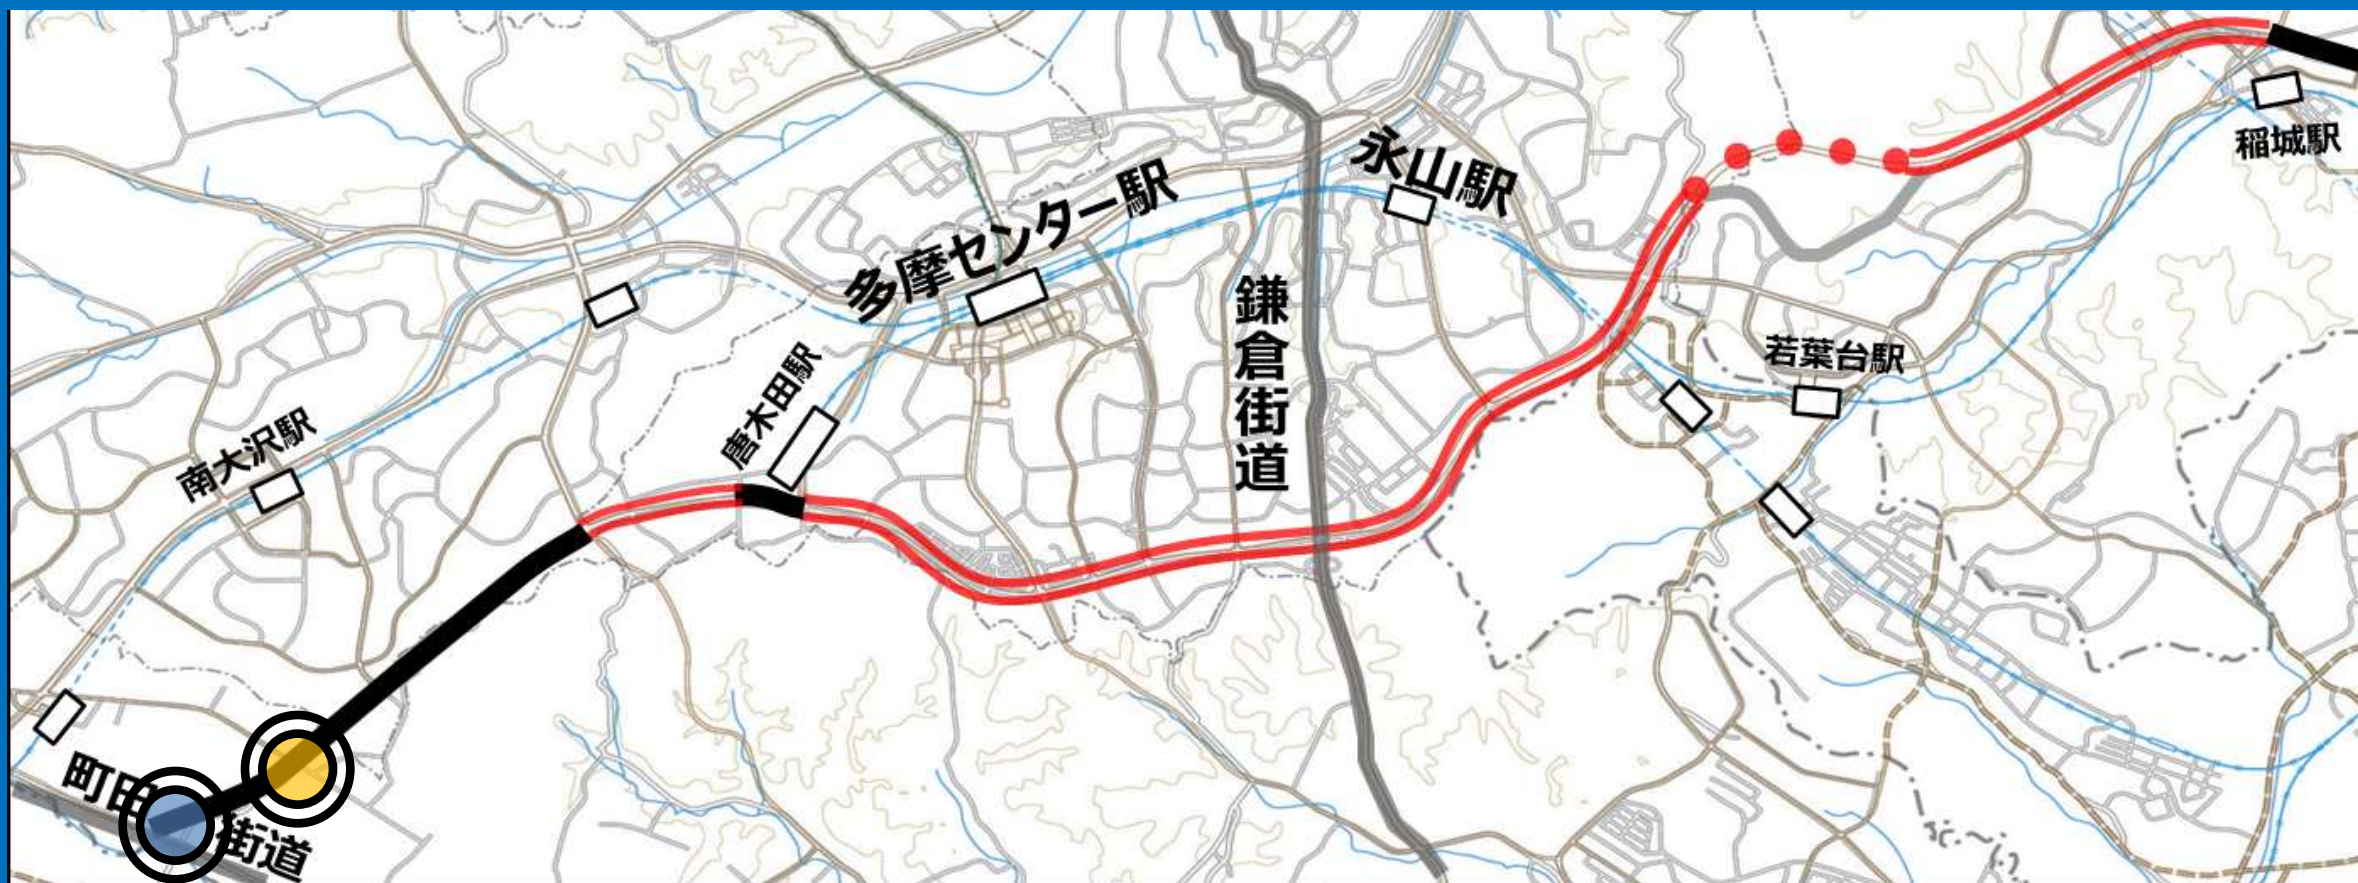 稲城駅
永山駅
多摩センター駅
鎌倉街道
若葉台駅
唐木田駅
南大沢駅
町田街道